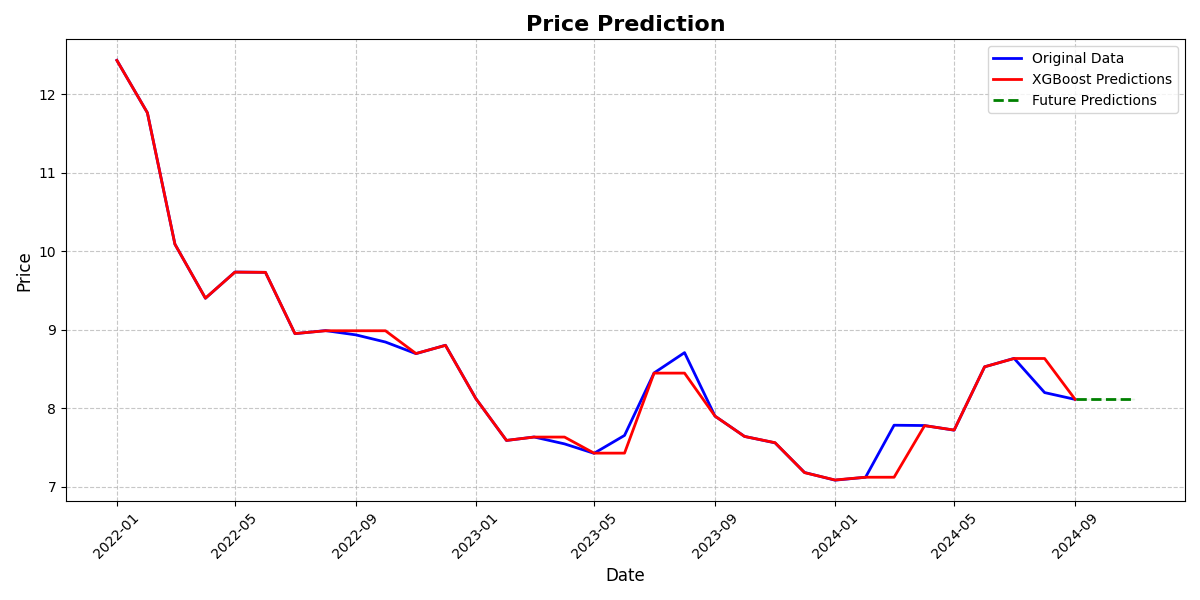 Price Prediction
Original Data
XGBoost Predictions
Future Predictions
Price
12
11
10
9
8
7
2022-01
2022-05
2022-09
2023-01
2023-05
2023-09
2024-01
2024-05
2024-09
Date